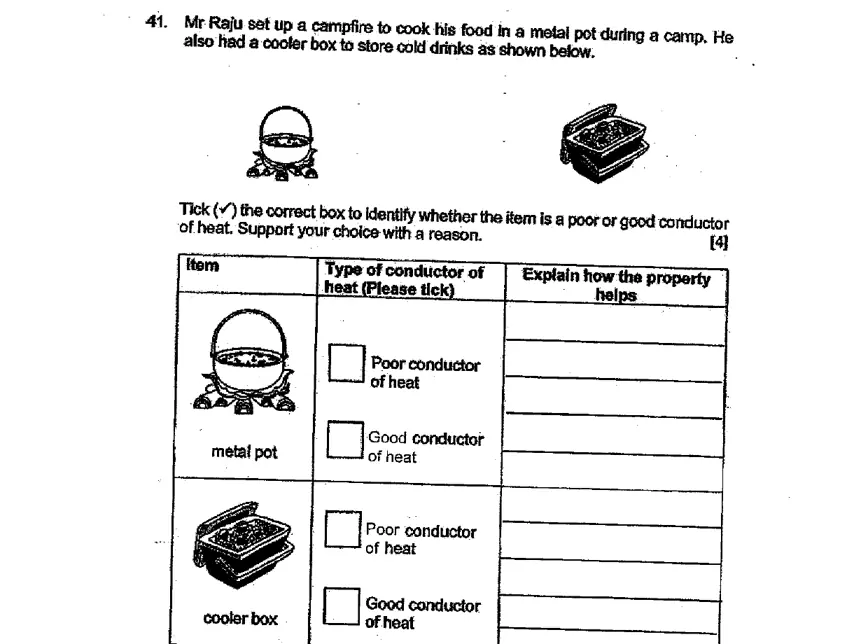 41. Mr Raju set up a campfire to cook his food in a metal pot during a camp. He
also had a cooler box to store cold drinks as shown below.
Tick (✓) the correct box to identify whether the item is a poor or good conductor
of heat. Support your choice with a reason. [4]
Item
Type of conductor of
heat (Please tick)
Explain how the property
helps
Poor conductor
of heat
Good conductor
of heat
metal pot
Poor conductor
of heat
Good conductor
of heat
cooler box